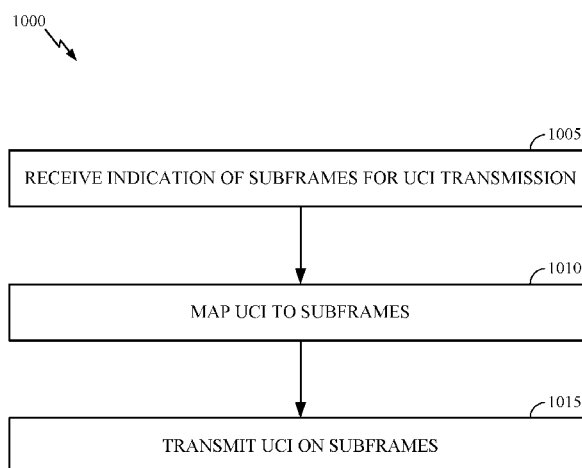 1000
1005
RECEIVE INDICATION OF SUBFRAMES FOR UCI TRANSMISSION
1010
MAP UCI TO SUBFRAMES
1015
TRANSMIT UCI ON SUBFRAMES